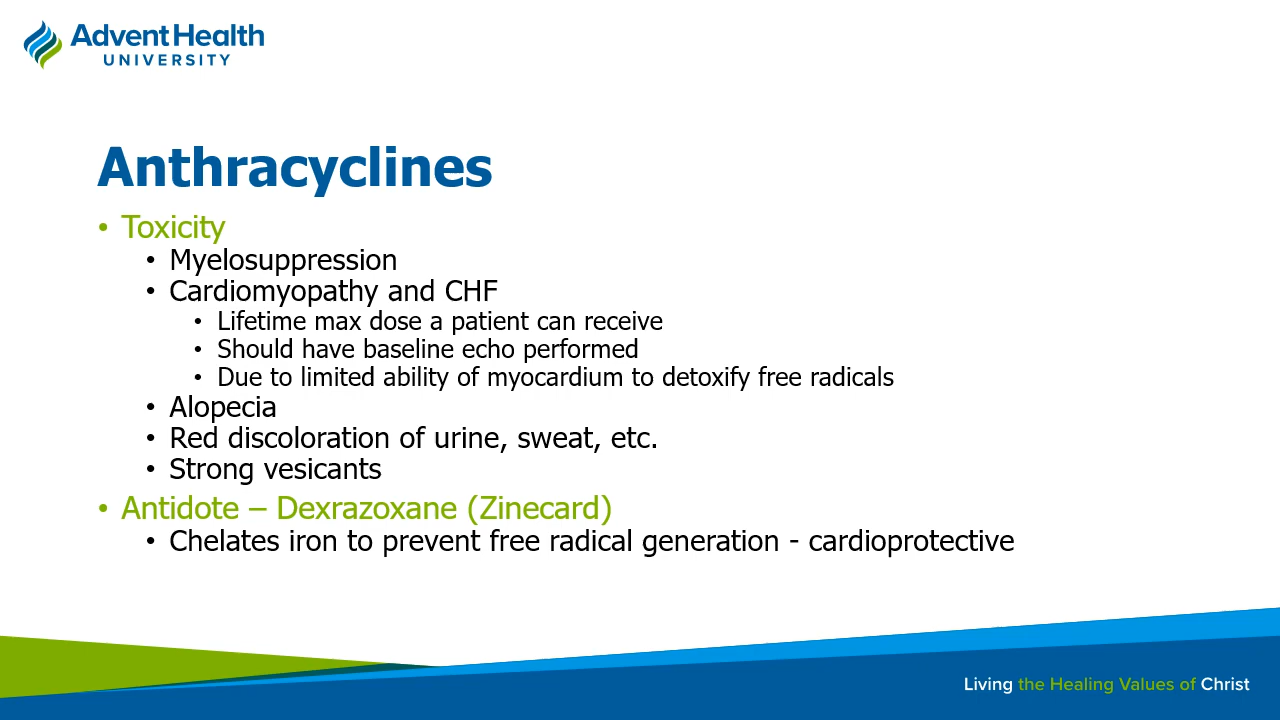 AdventHealth
UNIVERSITY
Anthracyclines
• Toxicity
• Myelosuppression
• Cardiomyopathy and CHF
• Lifetime max dose a patient can receive
• Should have baseline echo performed
• Due to limited ability of myocardium to detoxify free radicals
• Alopecia
• Red discoloration of urine, sweat, etc.
• Strong vesicants
• Antidote – Dexrazoxane (Zinecard)
• Chelates iron to prevent free radical generation - cardioprotective
Living the Healing Values of Christ